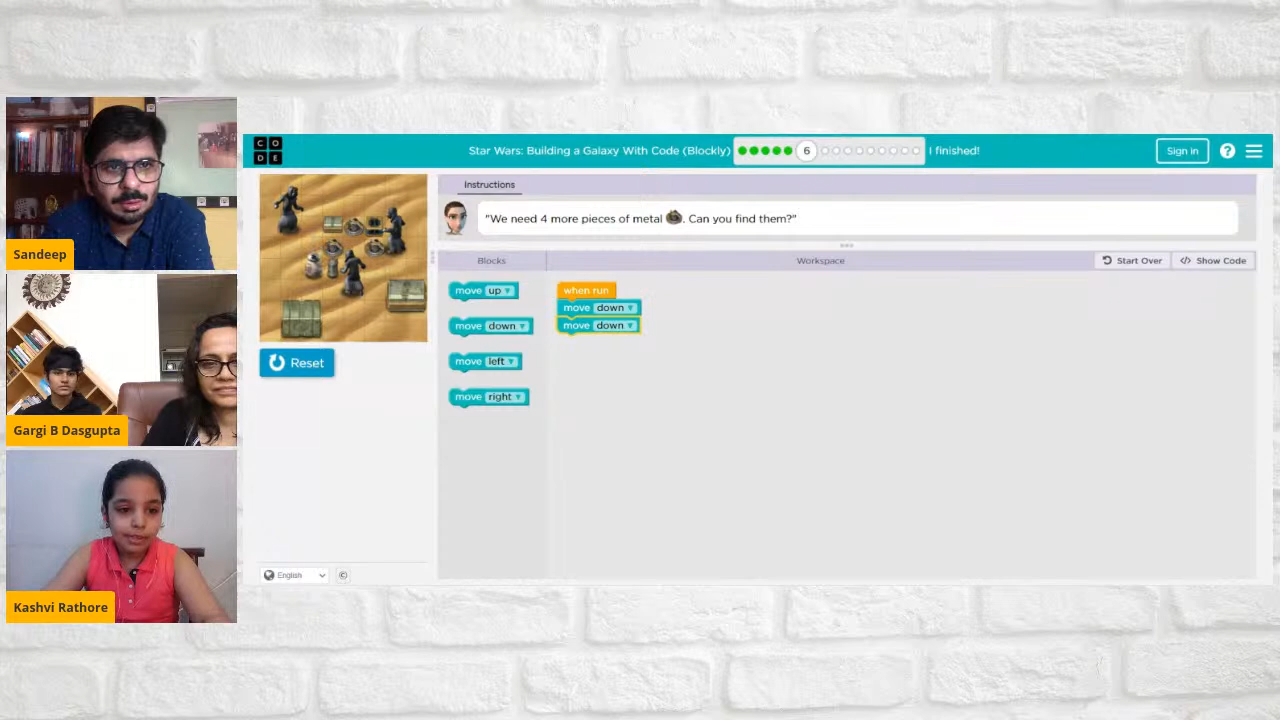 C O
D E
Star Wars: Building a Galaxy With Code (Blockly)
6
I finished!
Sign in
?
Instructions
"We need 4 more pieces of metal . Can you find them?"
Blocks
Workspace
Start Over
</> Show Code
move up
move down
move left
move right
when run
move down
move down
Reset
English
©
Sandeep
Gargi B Dasgupta
Kashvi Rathore